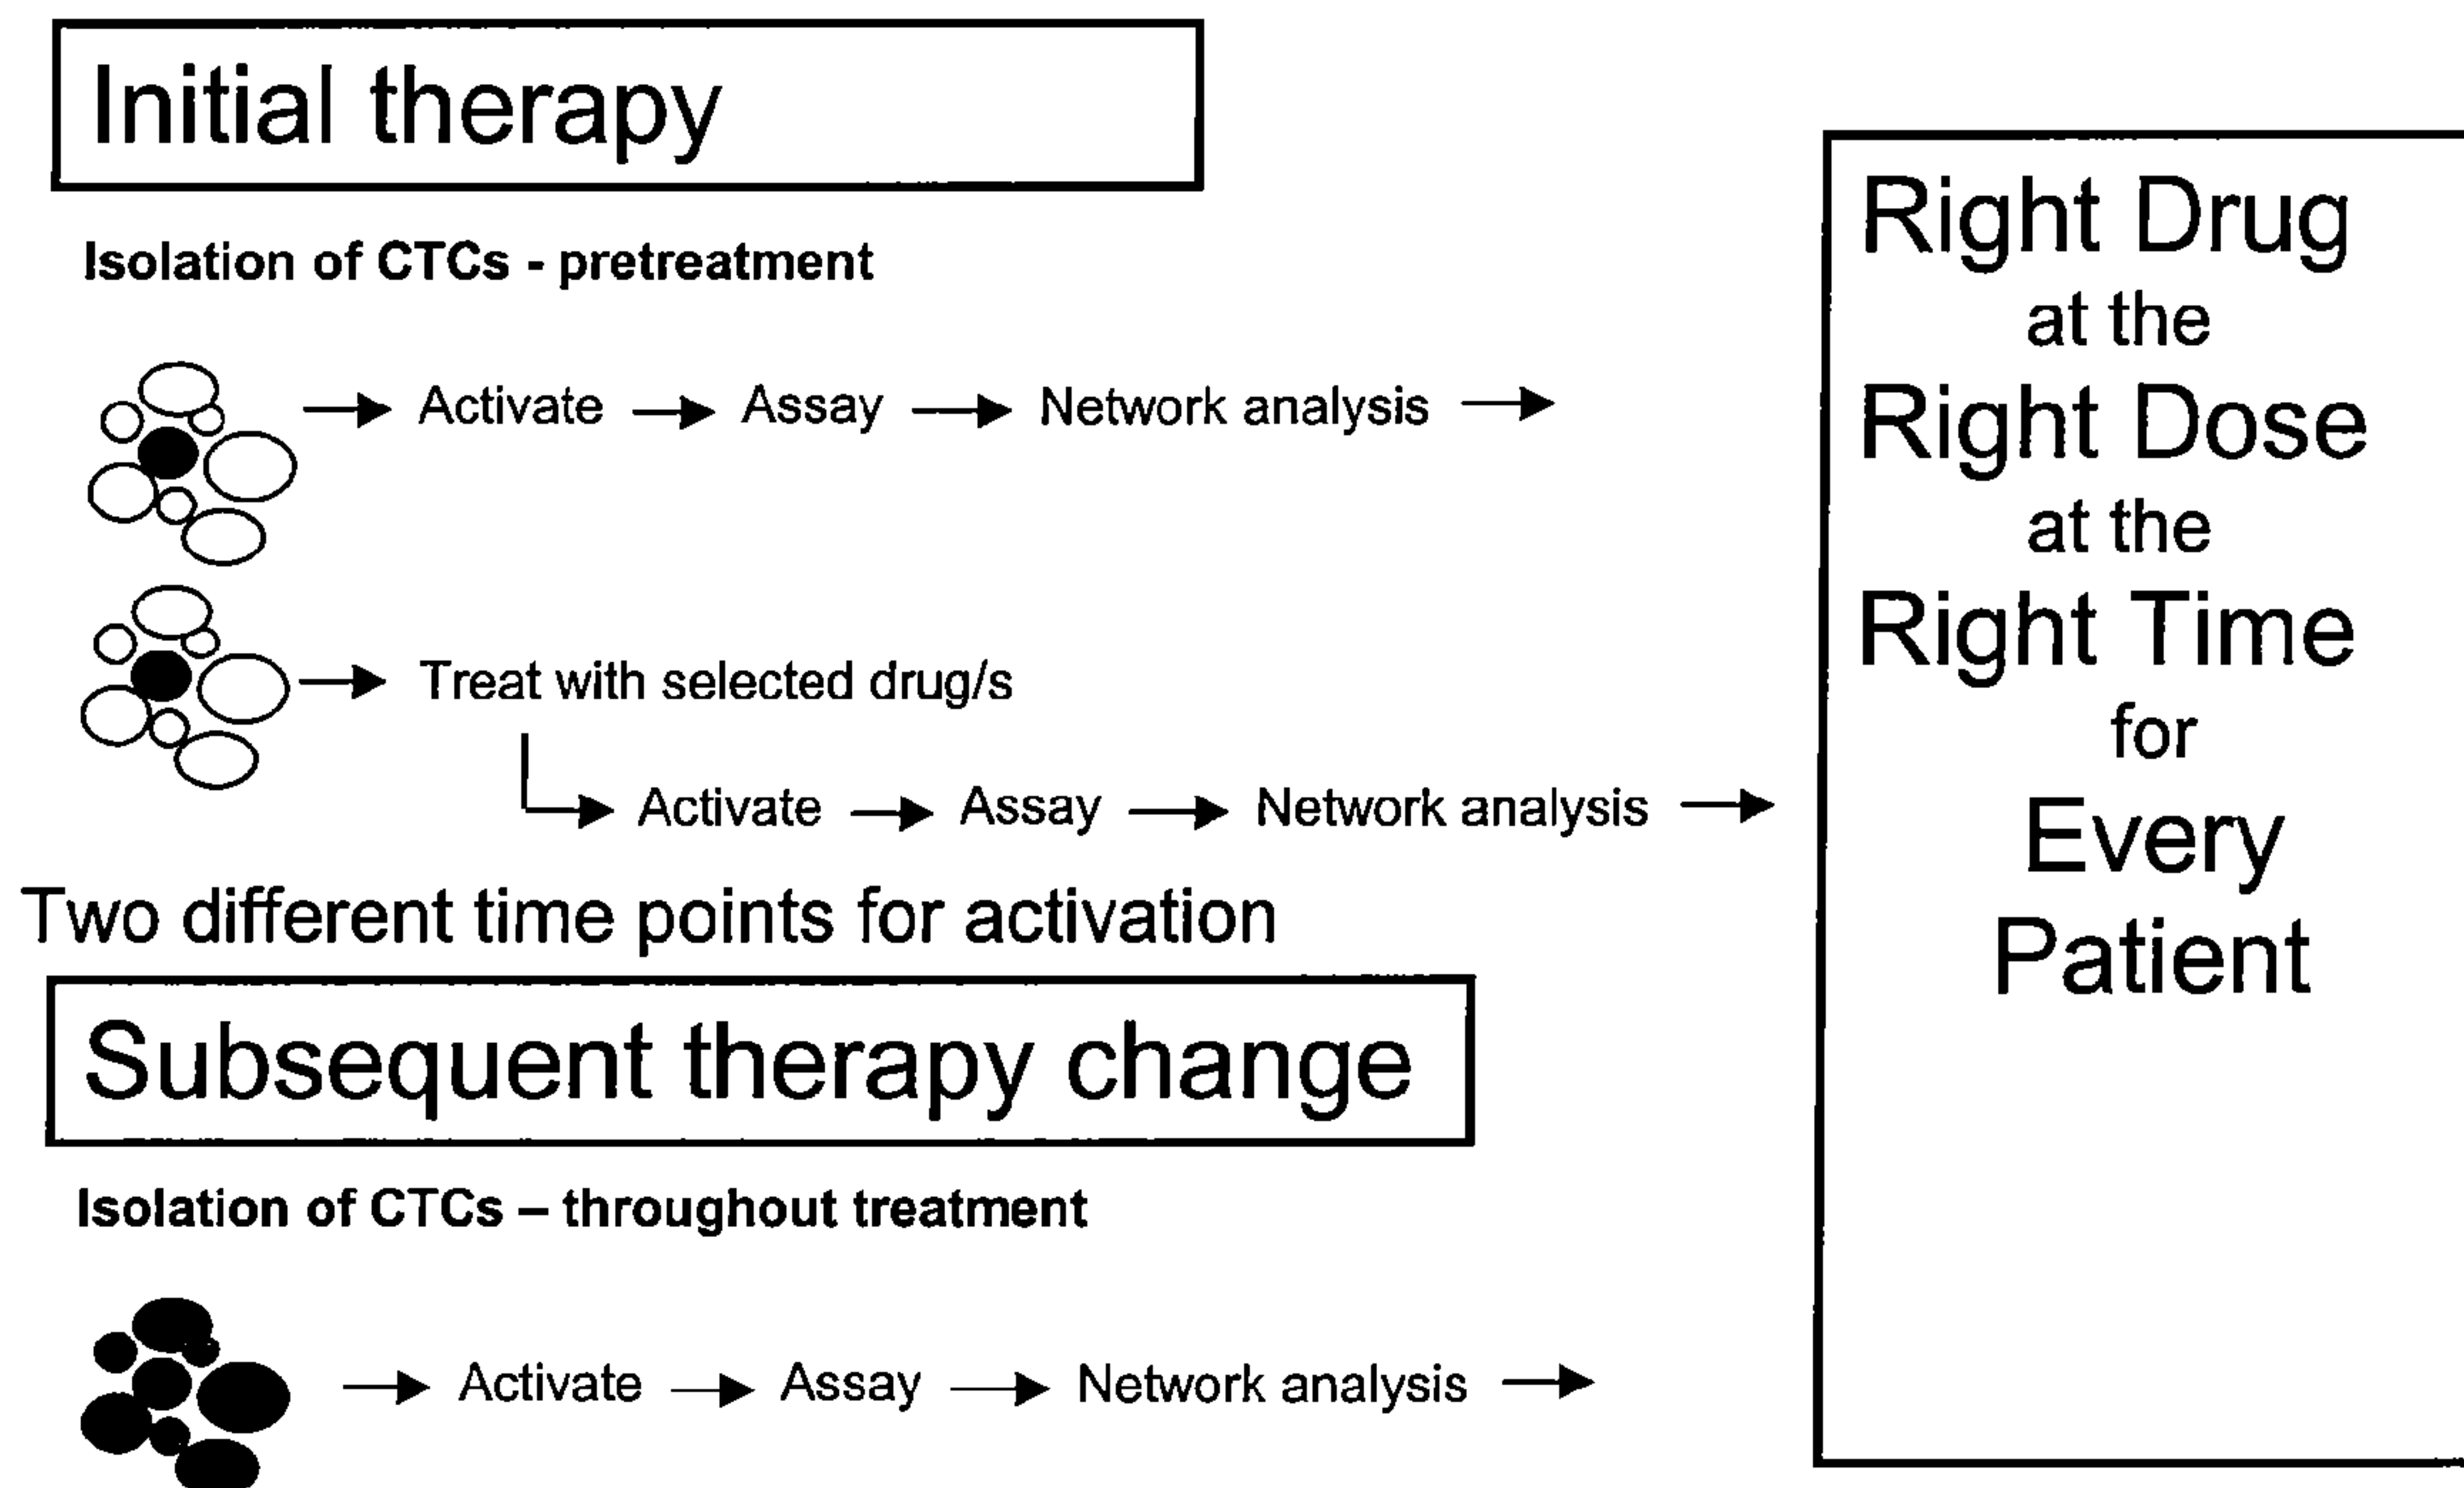 Initial therapy
Isolation of CTCs - pretreatment
Activate Assay Network analysis
Treat with selected drug/s
Activate Assay Network analysis
Two different time points for activation
Subsequent therapy change
Isolation of CTCs – throughout treatment
Activate Assay Network analysis
Right Drug
at the
Right Dose
at the
Right Time
for
Every
Patient